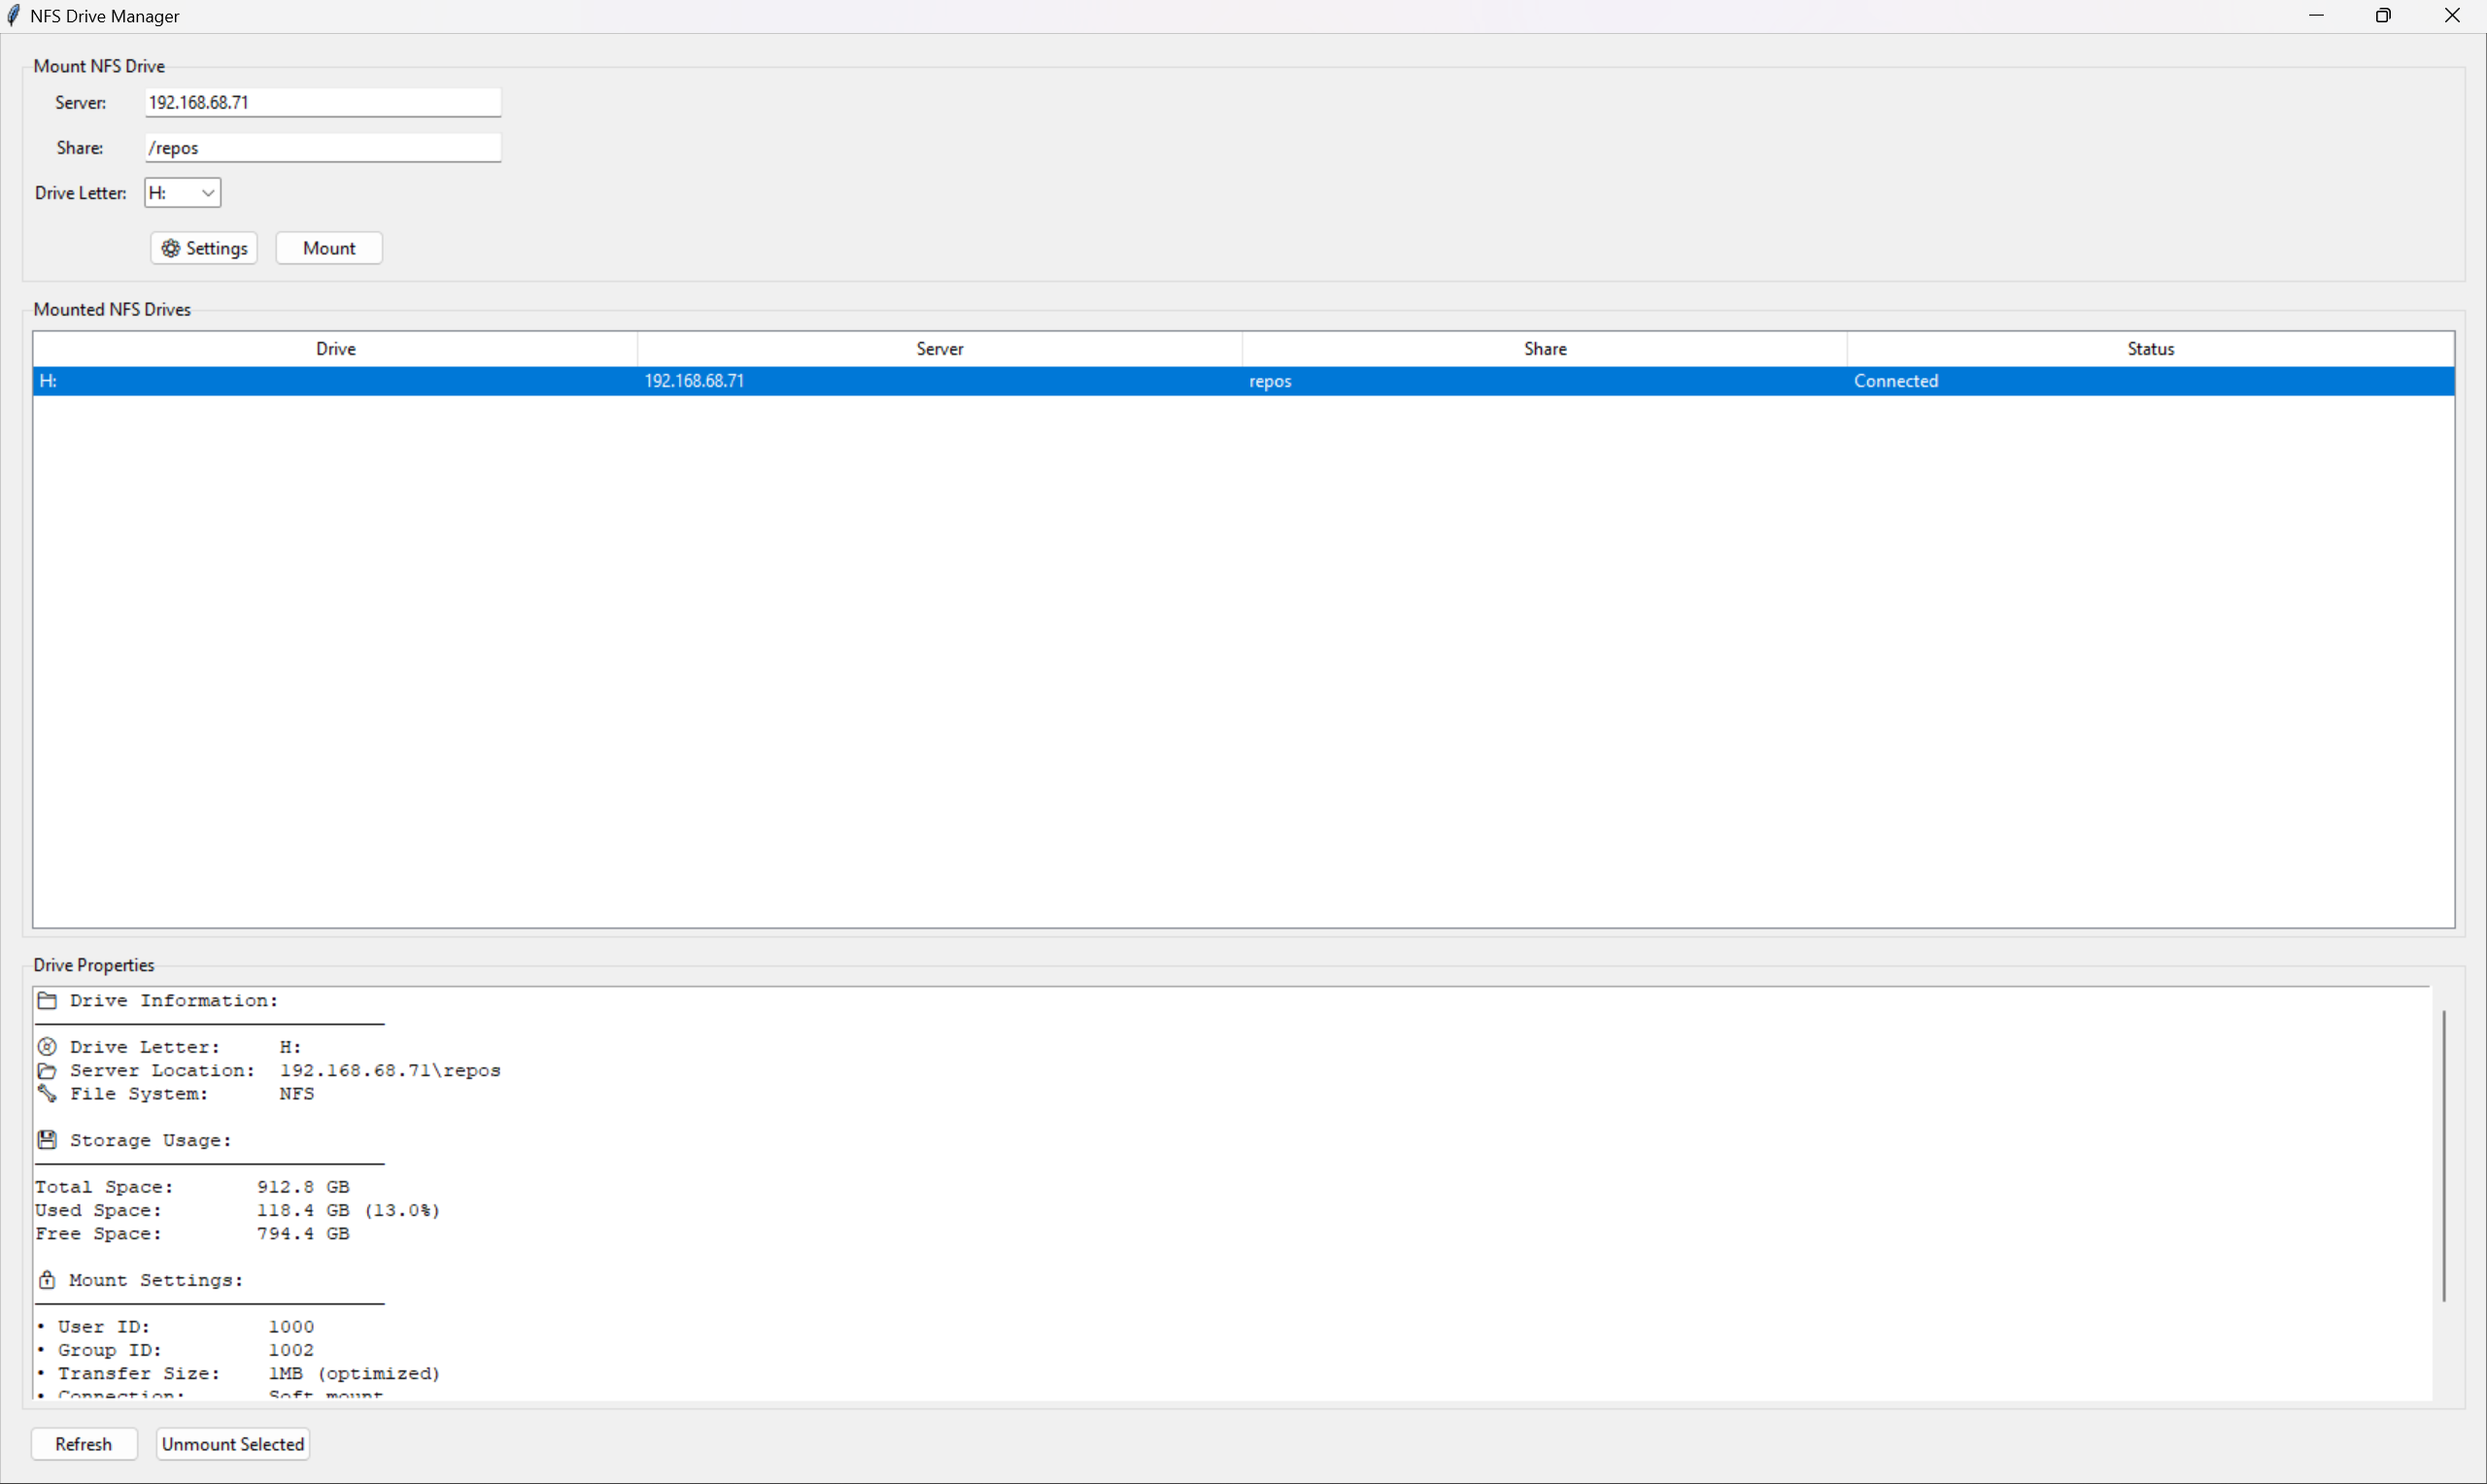 NFS Drive Manager
Mount NFS Drive
Server: 192.168.68.71
Share: /repos
Drive Letter: H:
Settings Mount
Mounted NFS Drives
Drive Server Share Status
H: 192.168.68.71 repos Connected
Drive Properties
Drive Information:
Drive Letter: H:
Server Location: 192.168.68.71\repos
File System: NFS
Storage Usage:
Total Space: 912.8 GB
Used Space: 118.4 GB (13.0%)
Free Space: 794.4 GB
Mount Settings:
• User ID: 1000
• Group ID: 1002
• Transfer Size: 1MB (optimized)
• Connection: Soft mount
Refresh Unmount Selected